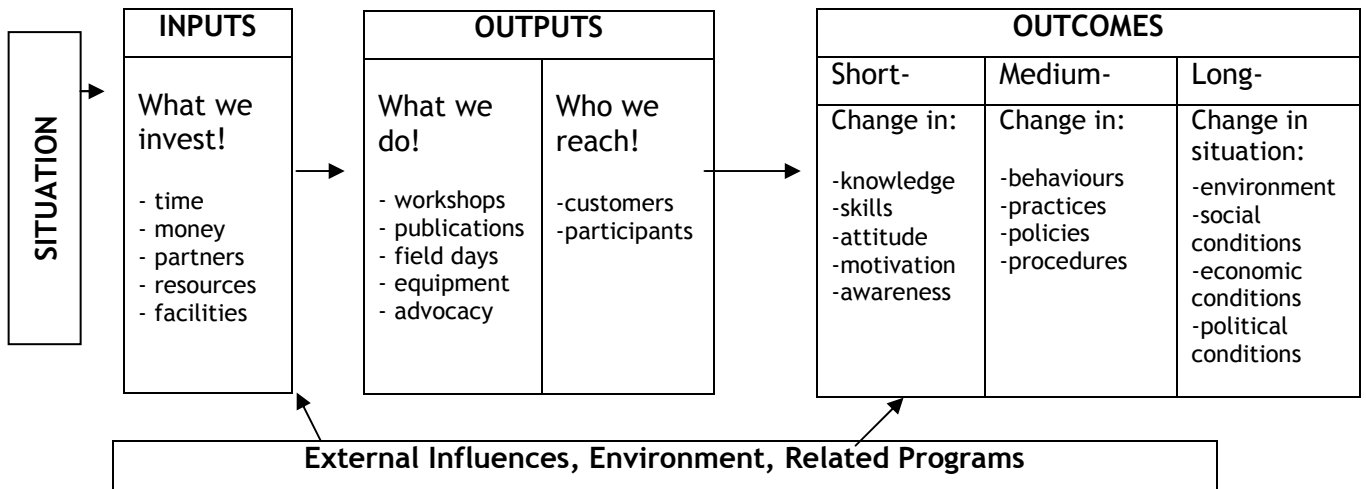 SITUATION
INPUTS
What we
invest!
- time
- money
- partners
- resources
- facilities
OUTPUTS
What we
do!
- workshops
- publications
- field days
- equipment
- advocacy
Who we
reach!
-customers
-participants
OUTCOMES
Short-
Change in:
-knowledge
-skills
-attitude
-motivation
-awareness
Medium-
Change in:
-behaviours
-practices
-policies
-procedures
Long-
Change in
situation:
-environment
-social
conditions
-economic
conditions
-political
conditions
External Influences, Environment, Related Programs